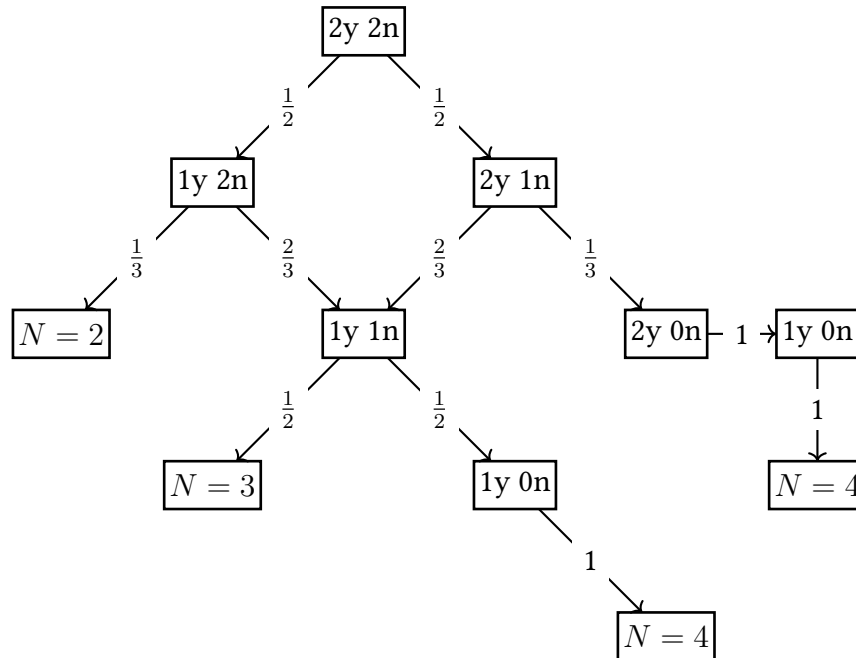 2y 2n
1/2 1/2
1y 2n 2y 1n
1/3 2/3 2/3 1/3
N = 2 1y 1n 2y 0n 1 1y 0n
1/2 1/2 1
N = 3 1y 0n N = 4
1
N = 4